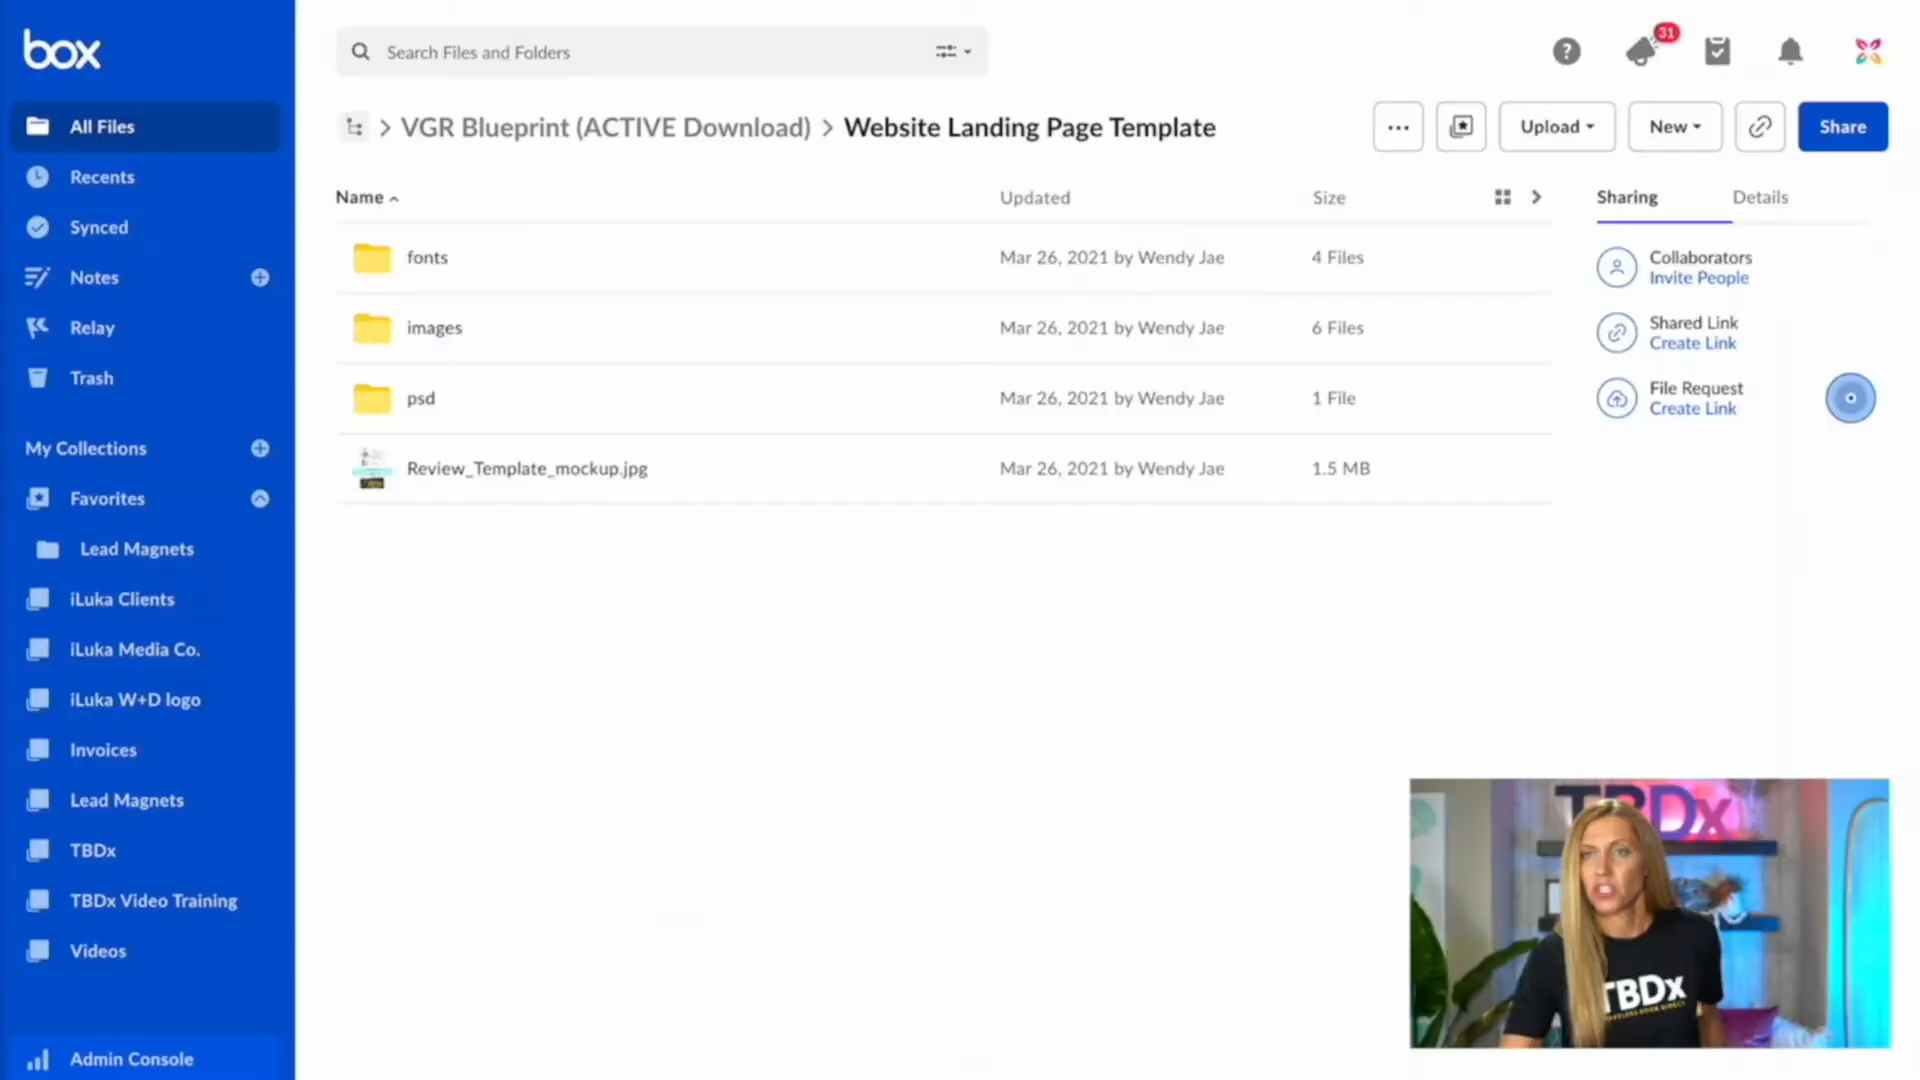 box
Search Files and Folders
31
VGR Blueprint (ACTIVE Download) > Website Landing Page Template
Upload
New
Share
All Files
Recents
Synced
Notes
Relay
Trash
My Collections
Favorites
Lead Magnets
iLuka Clients
iLuka Media Co.
iLuka W+D logo
Invoices
Lead Magnets
TBDx
TBDx Video Training
Videos
Admin Console
Name Updated Size
fonts Mar 26, 2021 by Wendy Jae 4 Files
images Mar 26, 2021 by Wendy Jae 6 Files
psd Mar 26, 2021 by Wendy Jae 1 File
Review_Template_mockup.jpg Mar 26, 2021 by Wendy Jae 1.5 MB
Sharing Details
Collaborators
Invite People
Shared Link
Create Link
File Request
Create Link
TBDx
TBDx